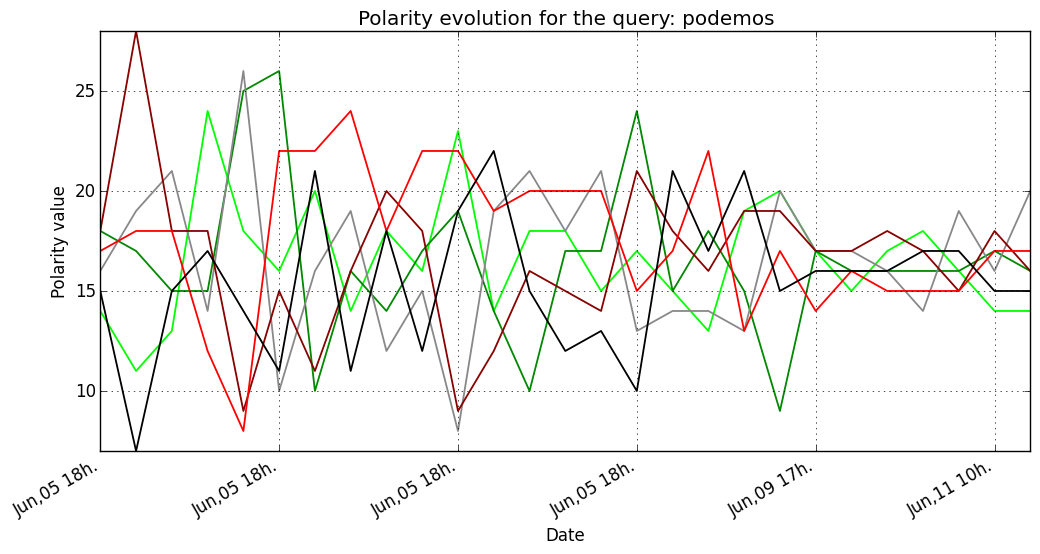 Polarity evolution for the query: podemos
25
20
15
10
Polarity value
Jun,05 18h.
Jun,05 18h.
Jun,05 18h.
Jun,05 18h.
Jun,09 17h.
Jun,11 10h.
Date